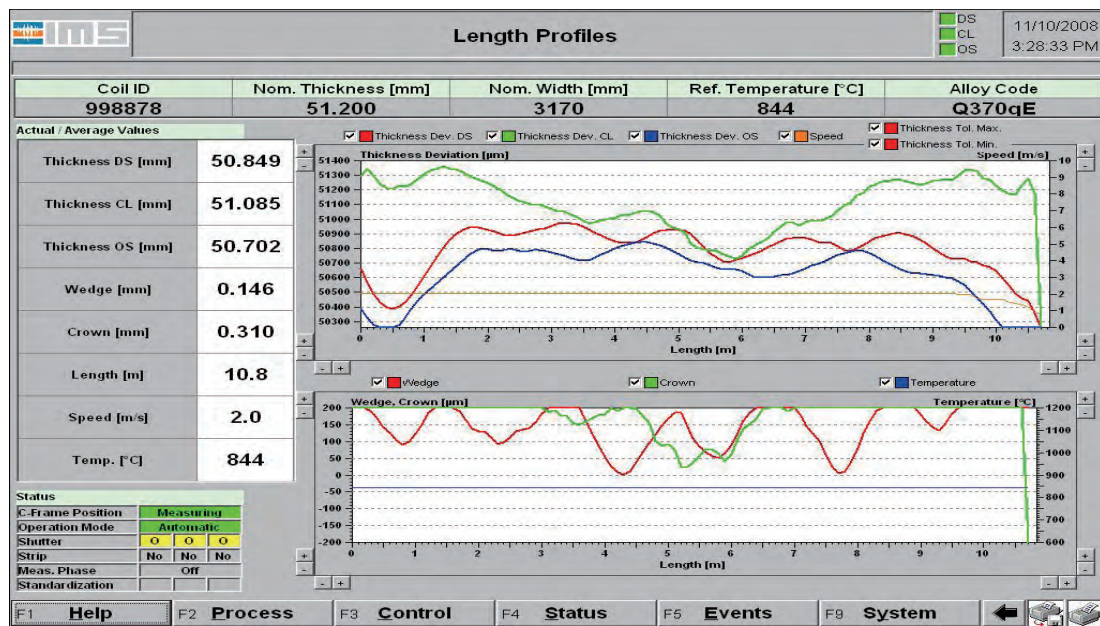 ims
Length Profiles
DS
CL
OS
11/10/2008
3:28:33 PM
Coil ID Nom. Thickness [mm] Nom. Width [mm] Ref. Temperature [°C] Alloy Code
998878 51.200 3170 844 Q370qE
Actual / Average Values
Thickness DS [mm] 50.849
Thickness CL [mm] 51.085
Thickness OS [mm] 50.702
Wedge [mm] 0.146
Crown [mm] 0.310
Length [m] 10.8
Speed [m/s] 2.0
Temp. [°C] 844
Status
C-Frame Position Measuring
Operation Mode Automatic
Shutter O O O
Strip No No No
Meas. Phase Off
Standardization
Thickness Dev. DS Thickness Dev. CL Thickness Dev. OS Speed Thickness Tol. Max.
Thickness Tol. Min.
Thickness Deviation [µm] Speed [m/s]
51400 10
51300 9
51200 8
51100 7
51000 6
50900
50800 5
50700 4
50600 3
50500 2
50400 1
50300 0
0 1 2 3 4 5 6 7 8 9 10
Length [m]
- + - +
Wedge Crown Temperature
Wedge, Crown [µm] Temperature [°C]
200 1200
150 1100
100
50 1000
0 900
-50 800
-100
-150 700
-200 600
0 1 2 3 4 5 6 7 8 9 10
Length [m]
- + - +
F1 Help F2 Process F3 Control F4 Status F5 Events F9 System